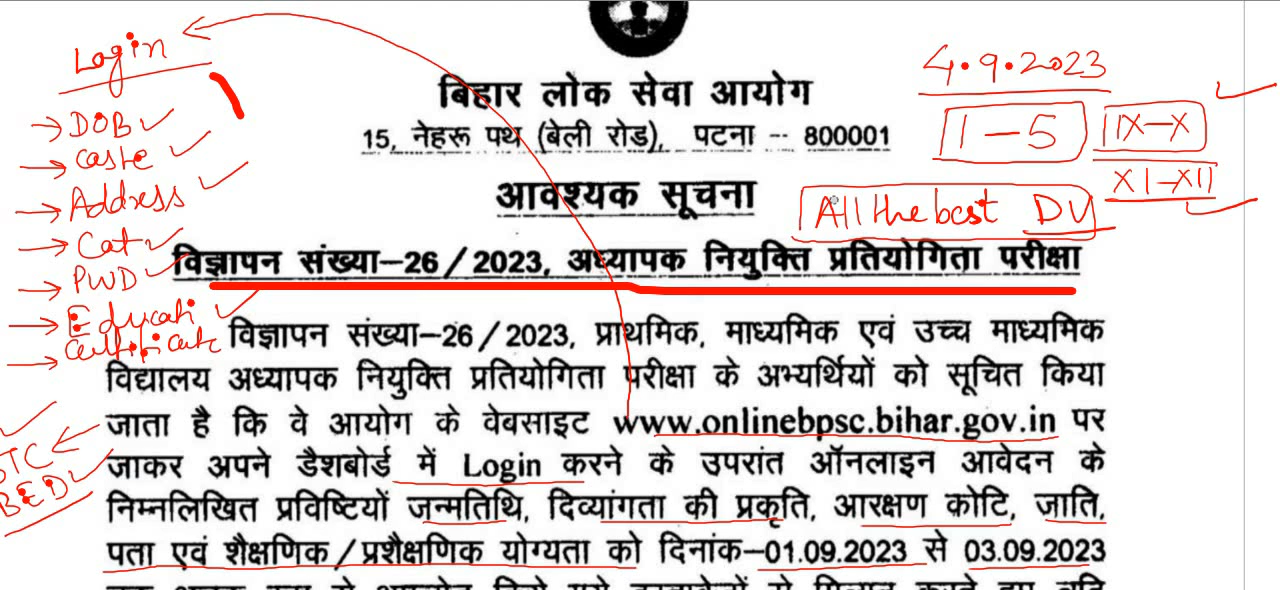 बिहार लोक सेवा आयोग
15, नेहरू पथ (बेली रोड), पटना -- 800001
आवश्यक सूचना
विज्ञापन संख्या–26/2023, अध्यापक नियुक्ति प्रतियोगिता परीक्षा
विज्ञापन संख्या–26/2023, प्राथमिक, माध्यमिक एवं उच्च माध्यमिक
विद्यालय अध्यापक नियुक्ति प्रतियोगिता परीक्षा के अभ्यर्थियों को सूचित किया
जाता है कि वे आयोग के वेबसाइट www.onlinebpsc.bihar.gov.in पर
जाकर अपने डैशबोर्ड में Login करने के उपरांत ऑनलाइन आवेदन के
निम्नलिखित प्रविष्टियों जन्मतिथि, दिव्यांगता की प्रकृति, आरक्षण कोटि, जाति,
पता एवं शैक्षणिक/प्रशैक्षणिक योग्यता को दिनांक–01.09.2023 से 03.09.2023
Login
DOB
caste
Address
Cat
PWD
Educati
certificate
BED
4.9.2023
1-5
IX-X
XI-XII
All the best DV